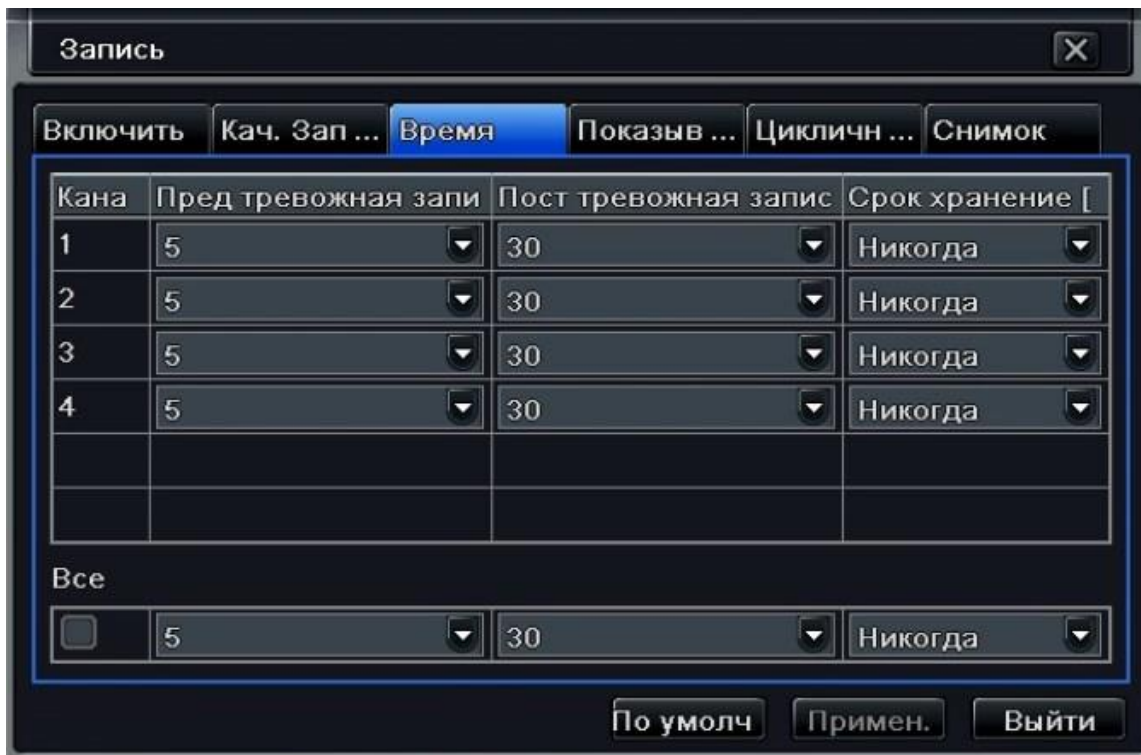 Запись
Включить Кач. Зап ... Время Показыв ... Цикличн ... Снимок
Кана Пред тревожная запи Пост тревожная запис Срок хранение [
1 5 30 Никогда
2 5 30 Никогда
3 5 30 Никогда
4 5 30 Никогда
Все
5 30 Никогда
По умолч Примен. Выйти